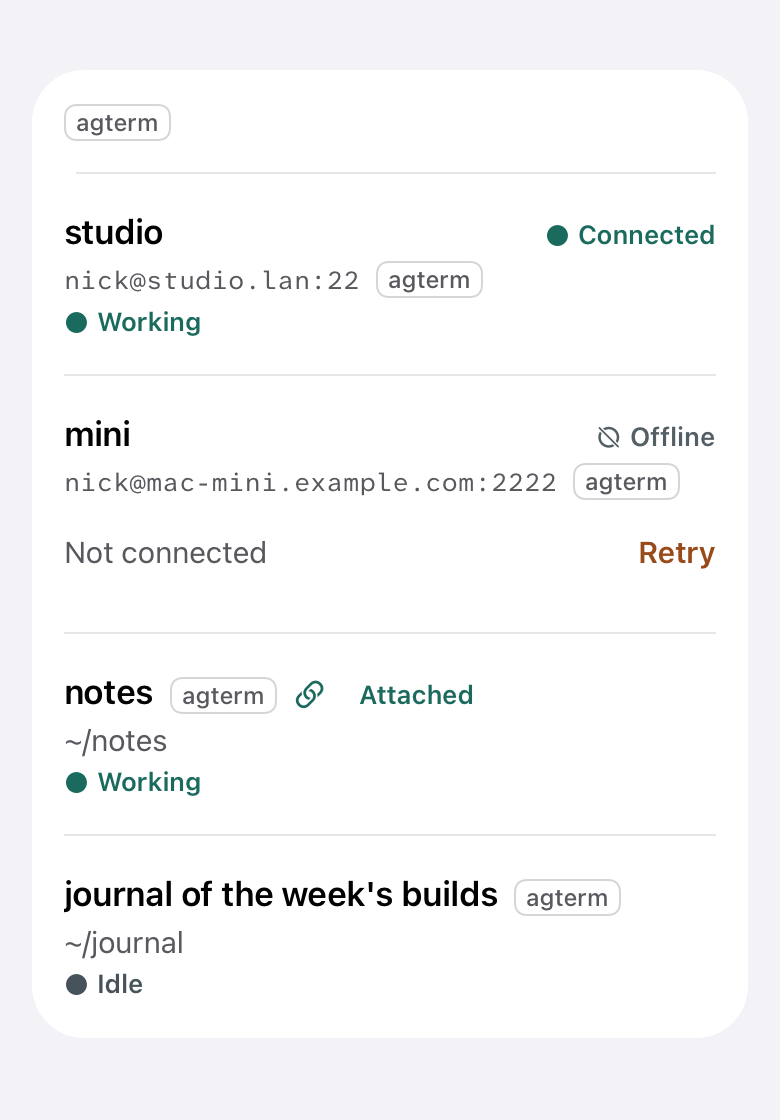 agterm
studio Connected
nick@studio.lan:22 agterm
Working
mini Offline
nick@mac-mini.example.com:2222 agterm
Not connected Retry
notes agterm Attached
~/notes
Working
journal of the week's builds agterm
~/journal
Idle